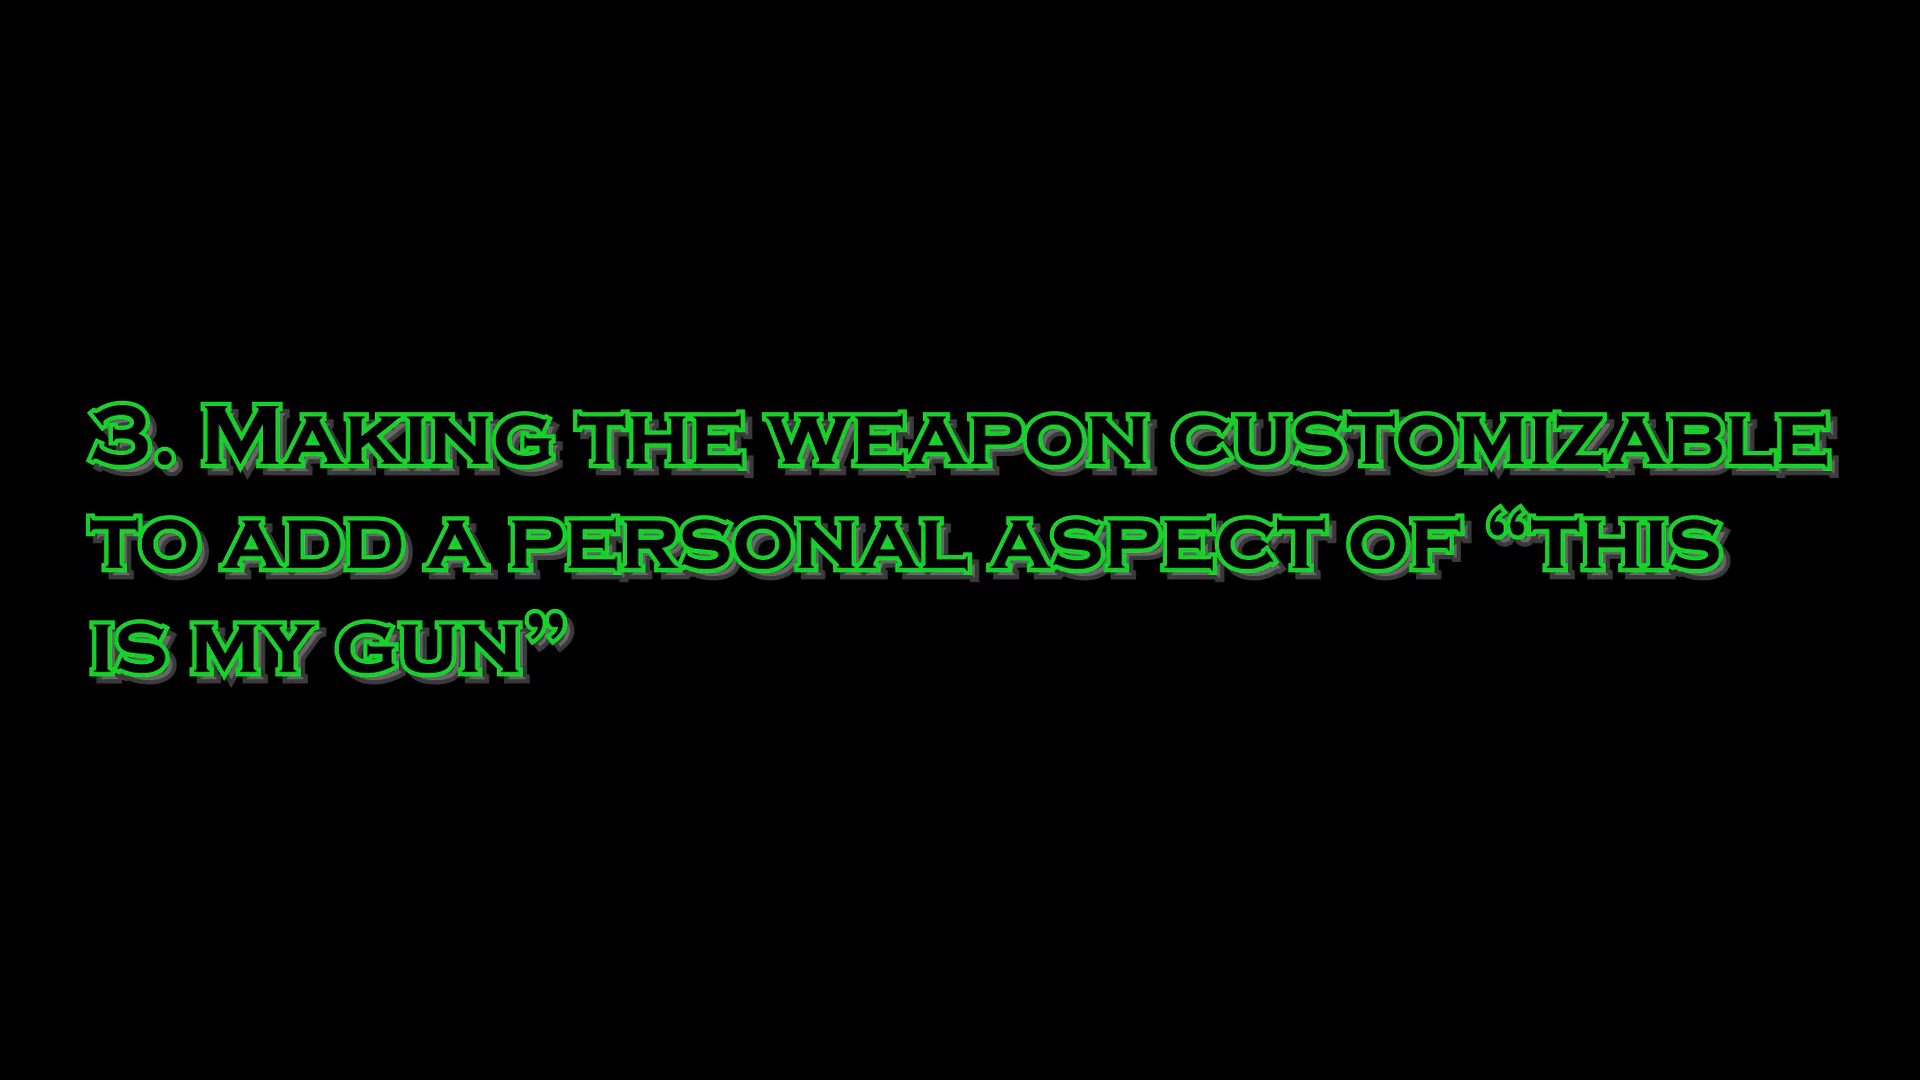 3. Making the weapon customizable
to add a personal aspect of “this
is my gun”